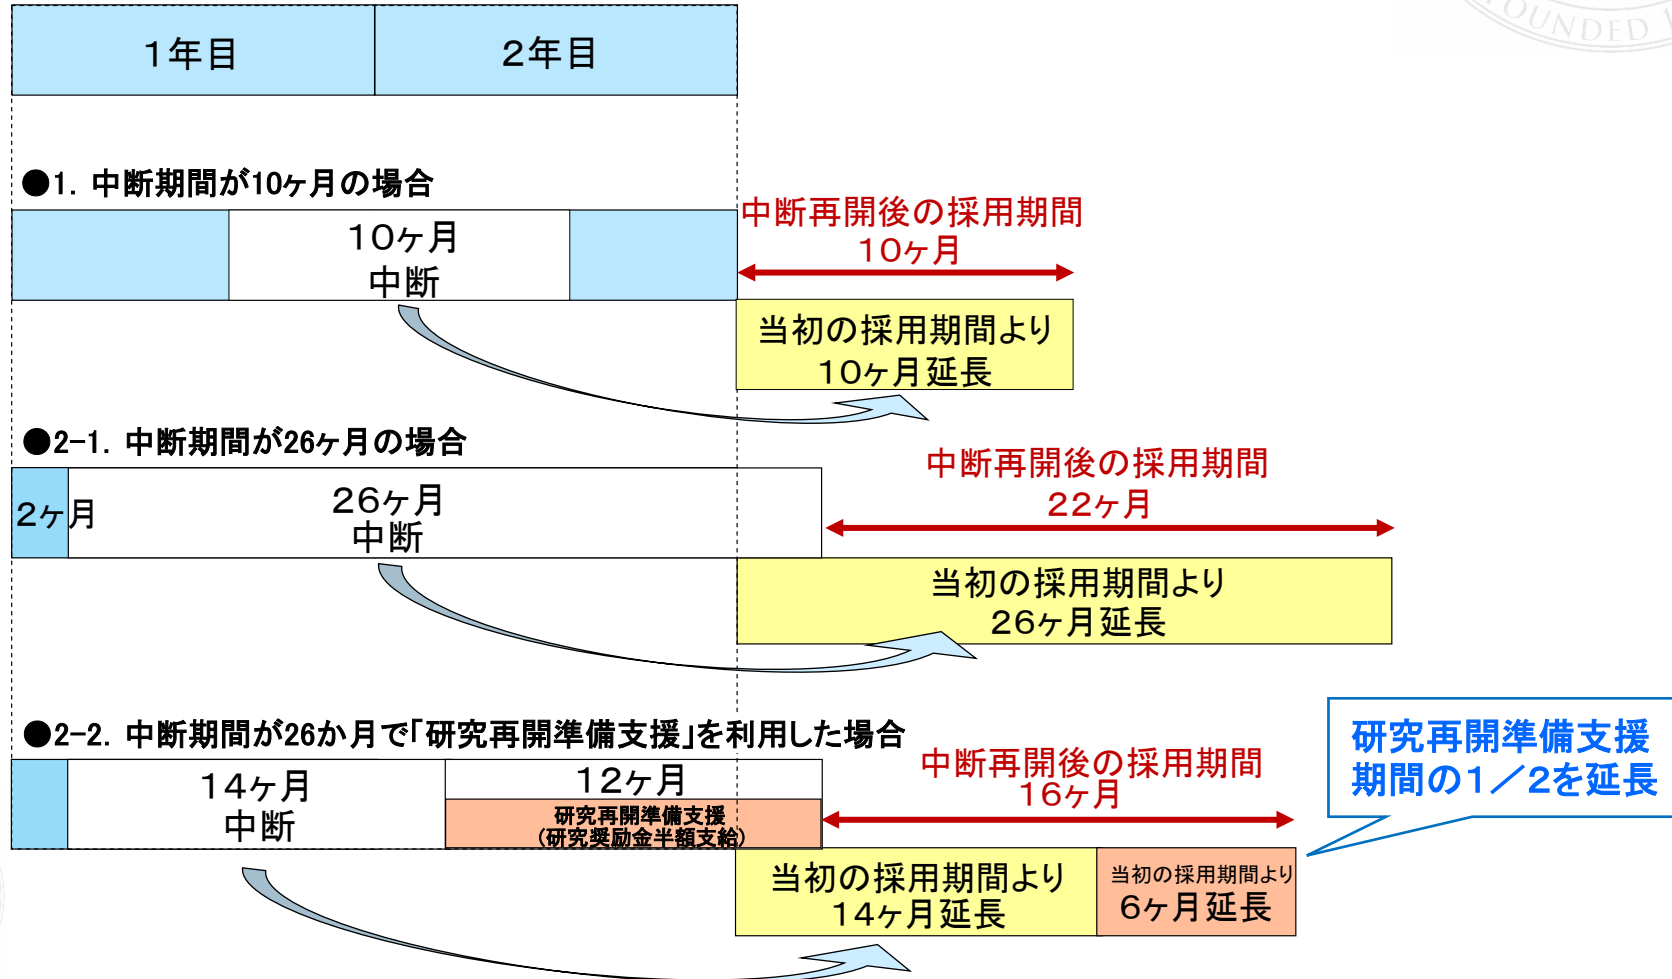 OUNDED
1年目
2年目
●1．中断期間が10ヶ月の場合
10ヶ月
中断
中断再開後の採用期間
10ヶ月
当初の採用期間より
10ヶ月延長
●2-1．中断期間が26ヶ月の場合
2ヶ月
26ヶ月
中断
中断再開後の採用期間
22ヶ月
当初の採用期間より
26ヶ月延長
●2-2．中断期間が26か月で「研究再開準備支援」を利用した場合
14ヶ月
中断
12ヶ月
研究再開準備支援
（研究奨励金半額支給）
中断再開後の採用期間
16ヶ月
研究再開準備支援
期間の1／2を延長
当初の採用期間より
14ヶ月延長
当初の採用期間より
6ヶ月延長